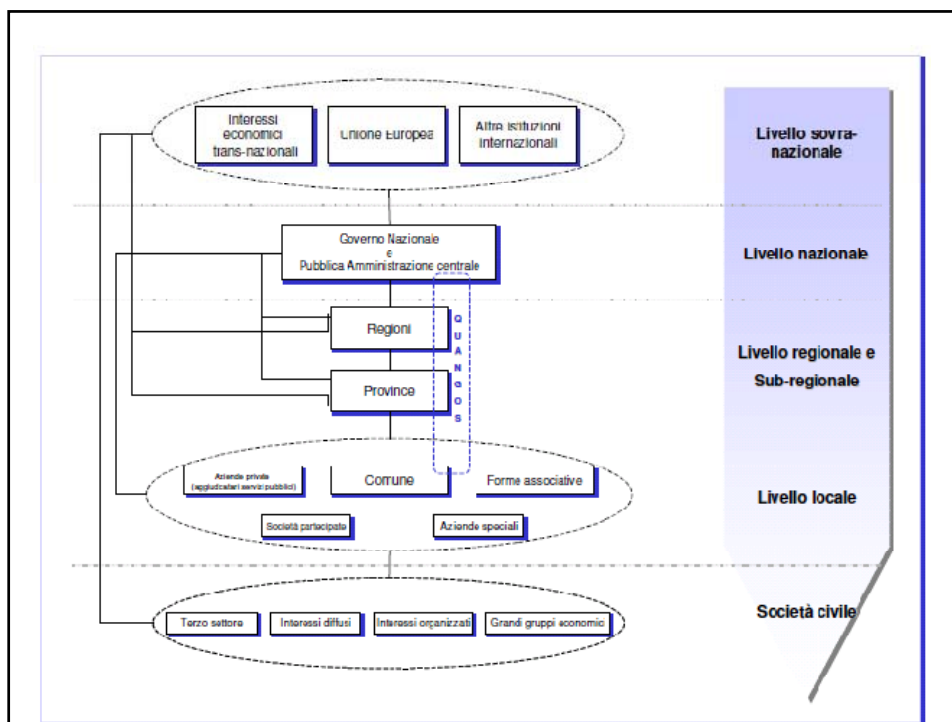 Interessi
economici
trans-nazionali
Unione Europea
Altre istituzioni
internazionali
Livello sovra-
nazionale
Governo Nazionale
e
Pubblica Amministrazione centrale
Livello nazionale
QUANGOS
Regioni
Province
Livello regionale e
Sub-regionale
Aziende private
(aggiudicatari servizi pubblici)
Comune
Forme associative
Società partecipate
Aziende speciali
Livello locale
Terzo settore
Interessi diffusi
Interessi organizzati
Grandi gruppi economic
Società civile